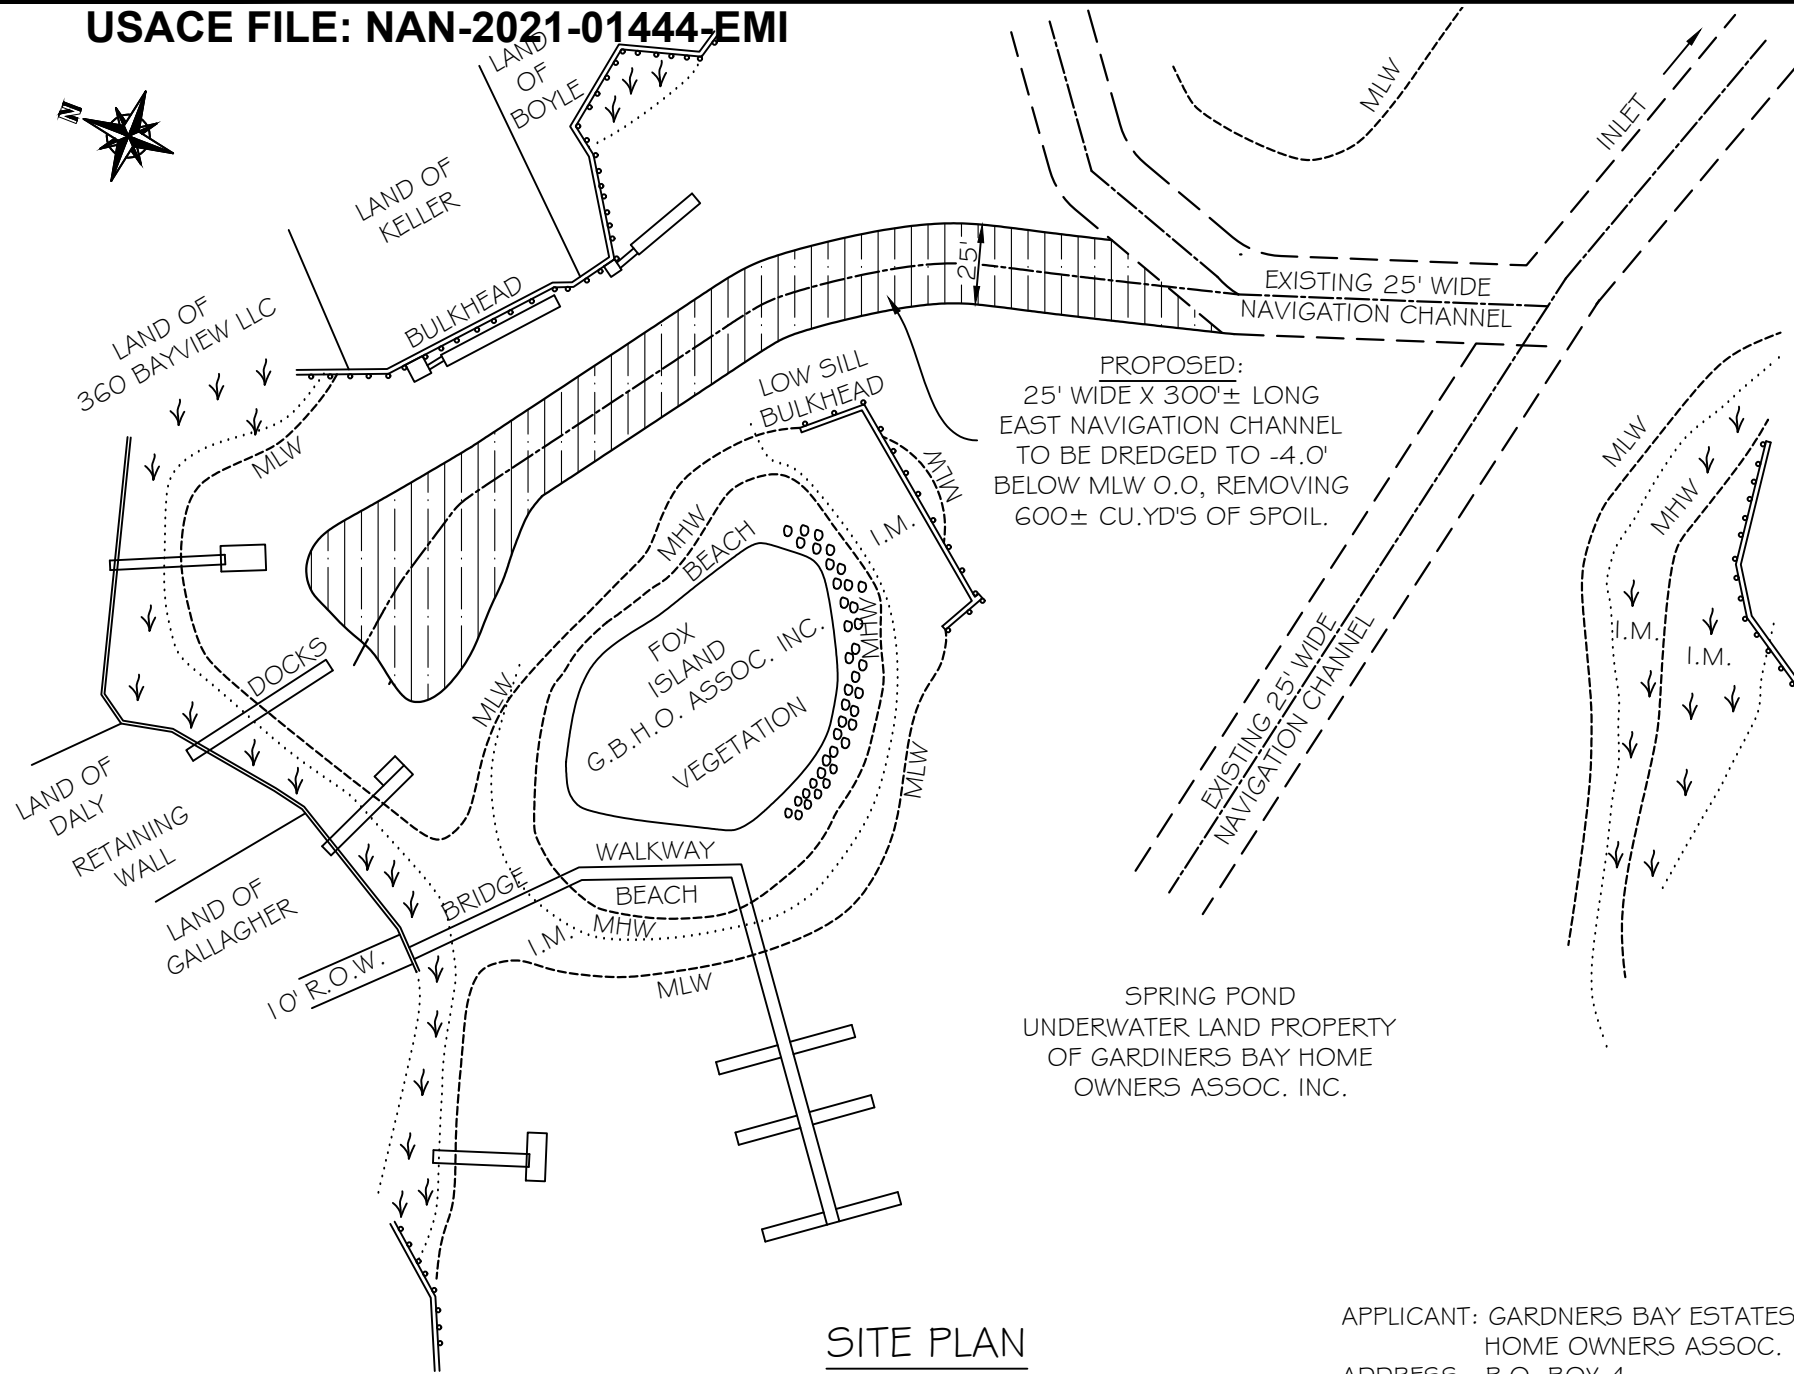 USACE FILE: NAN-2021-01444-EMI
N
LAND
OF
BOYLE
LAND OF
KELLER
LAND OF
360 BAYVIEW LLC
BULKHEAD
MLW
MLW
INLET
25'
EXISTING 25' WIDE
NAVIGATION CHANNEL
PROPOSED:
25' WIDE X 300'± LONG
EAST NAVIGATION CHANNEL
TO BE DREDGED TO -4.0'
BELOW MLW 0.0, REMOVING
600± CU.YD'S OF SPOIL.
LOW SILL
BULKHEAD
MLW
I.M.
MHW
BEACH
MHW
FOX
ISLAND
G.B.H.O. ASSOC. INC.
VEGETATION
MLW
MLW
DOCKS
LAND OF
DALY
RETAINING
WALL
LAND OF
GALLAGHER
10' R.O.W.
BRIDGE
WALKWAY
BEACH
I.M.
MHW
MLW
EXISTING 25' WIDE
NAVIGATION CHANNEL
MLW
MHW
I.M.
I.M.
SPRING POND
UNDERWATER LAND PROPERTY
OF GARDINERS BAY HOME
OWNERS ASSOC. INC.
SITE PLAN
APPLICANT: GARDNERS BAY ESTATES
HOME OWNERS ASSOC.
ADDRESS P.O. BOX 4